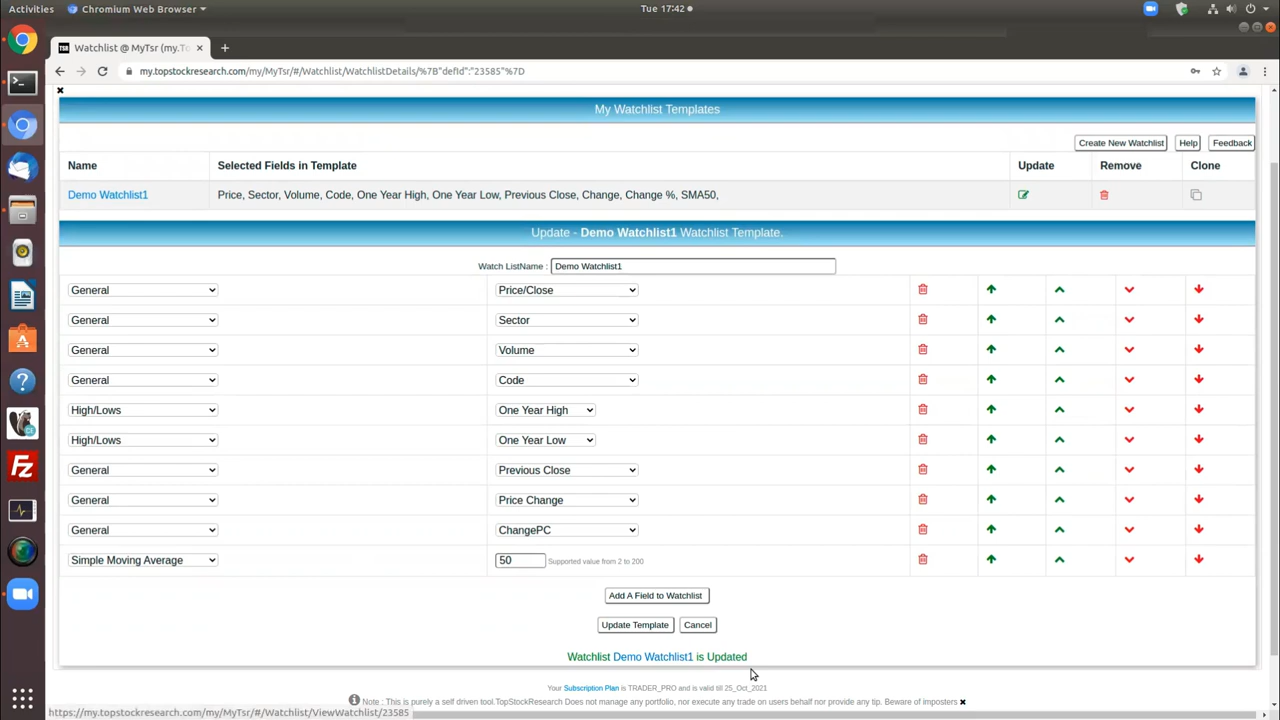 Activities Chromium Web Browser Tue 17:42
Watchlist @ MyTsr (my.To
my.topstockresearch.com/my/MyTsr/#/Watchlist/WatchlistDetails/%7B"defId":"23585"%7D
My Watchlist Templates
Create New Watchlist Help Feedback
Name Selected Fields in Template Update Remove Clone
Demo Watchlist1 Price, Sector, Volume, Code, One Year High, One Year Low, Previous Close, Change, Change %, SMA50,
Update - Demo Watchlist1 Watchlist Template.
Watch ListName : Demo Watchlist1
General Price/Close
General Sector
General Volume
General Code
High/Lows One Year High
High/Lows One Year Low
General Previous Close
General Price Change
General ChangePC
Simple Moving Average 50 Supported value from 2 to 200
Add A Field to Watchlist
Update Template Cancel
Watchlist Demo Watchlist1 is Updated
Your Subscription Plan is TRADER_PRO and is valid till 25_Oct_2021
Note : This is purely a self driven tool.TopStockResearch Does not manage any portfolio, nor execute any trade on users behalf nor provide any tip. Beware of imposters
https://my.topstockresearch.com/my/MyTsr/#/Watchlist/ViewWatchlist/23585